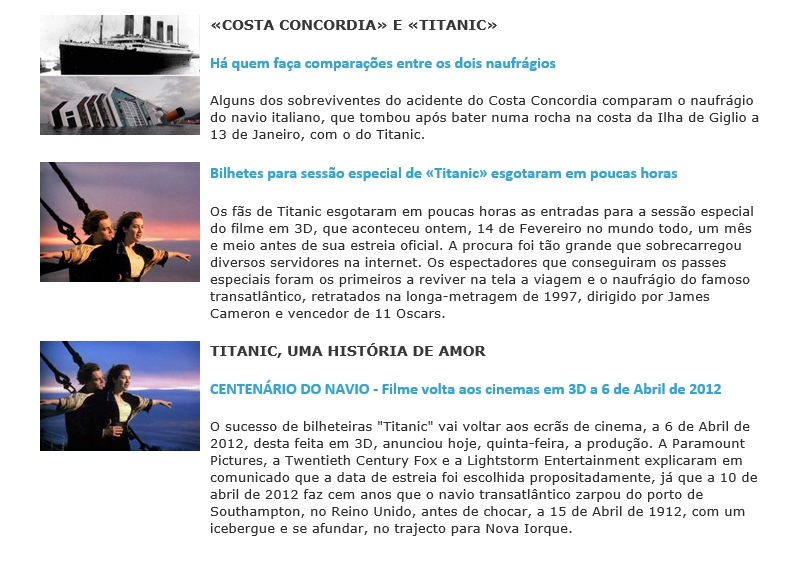 «COSTA CONCORDIA» E «TITANIC»
Há quem faça comparações entre os dois naufrágios
Alguns dos sobreviventes do acidente do Costa Concordia comparam o naufrágio
do navio italiano, que tombou após bater numa rocha na costa da Ilha de Giglio a
13 de Janeiro, com o do Titanic.
Bilhetes para sessão especial de «Titanic» esgotaram em poucas horas
Os fãs de Titanic esgotaram em poucas horas as entradas para a sessão especial
do filme em 3D, que aconteceu ontem, 14 de Fevereiro no mundo todo, um mês
e meio antes de sua estreia oficial. A procura foi tão grande que sobrecarregou
diversos servidores na internet. Os espectadores que conseguiram os passes
especiais foram os primeiros a reviver na tela a viagem e o naufrágio do famoso
transatlântico, retratados na longa-metragem de 1997, dirigido por James
Cameron e vencedor de 11 Oscars.
TITANIC, UMA HISTÓRIA DE AMOR
CENTENÁRIO DO NAVIO - Filme volta aos cinemas em 3D a 6 de Abril de 2012
O sucesso de bilheteiras "Titanic" vai voltar aos ecrãs de cinema, a 6 de Abril de
2012, desta feita em 3D, anunciou hoje, quinta-feira, a produção. A Paramount
Pictures, a Twentieth Century Fox e a Lightstorm Entertainment explicaram em
comunicado que a data de estreia foi escolhida propositadamente, já que a 10 de
abril de 2012 faz cem anos que o navio transatlântico zarpou do porto de
Southampton, no Reino Unido, antes de chocar, a 15 de Abril de 1912, com um
icebergue e se afundar, no trajecto para Nova Iorque.